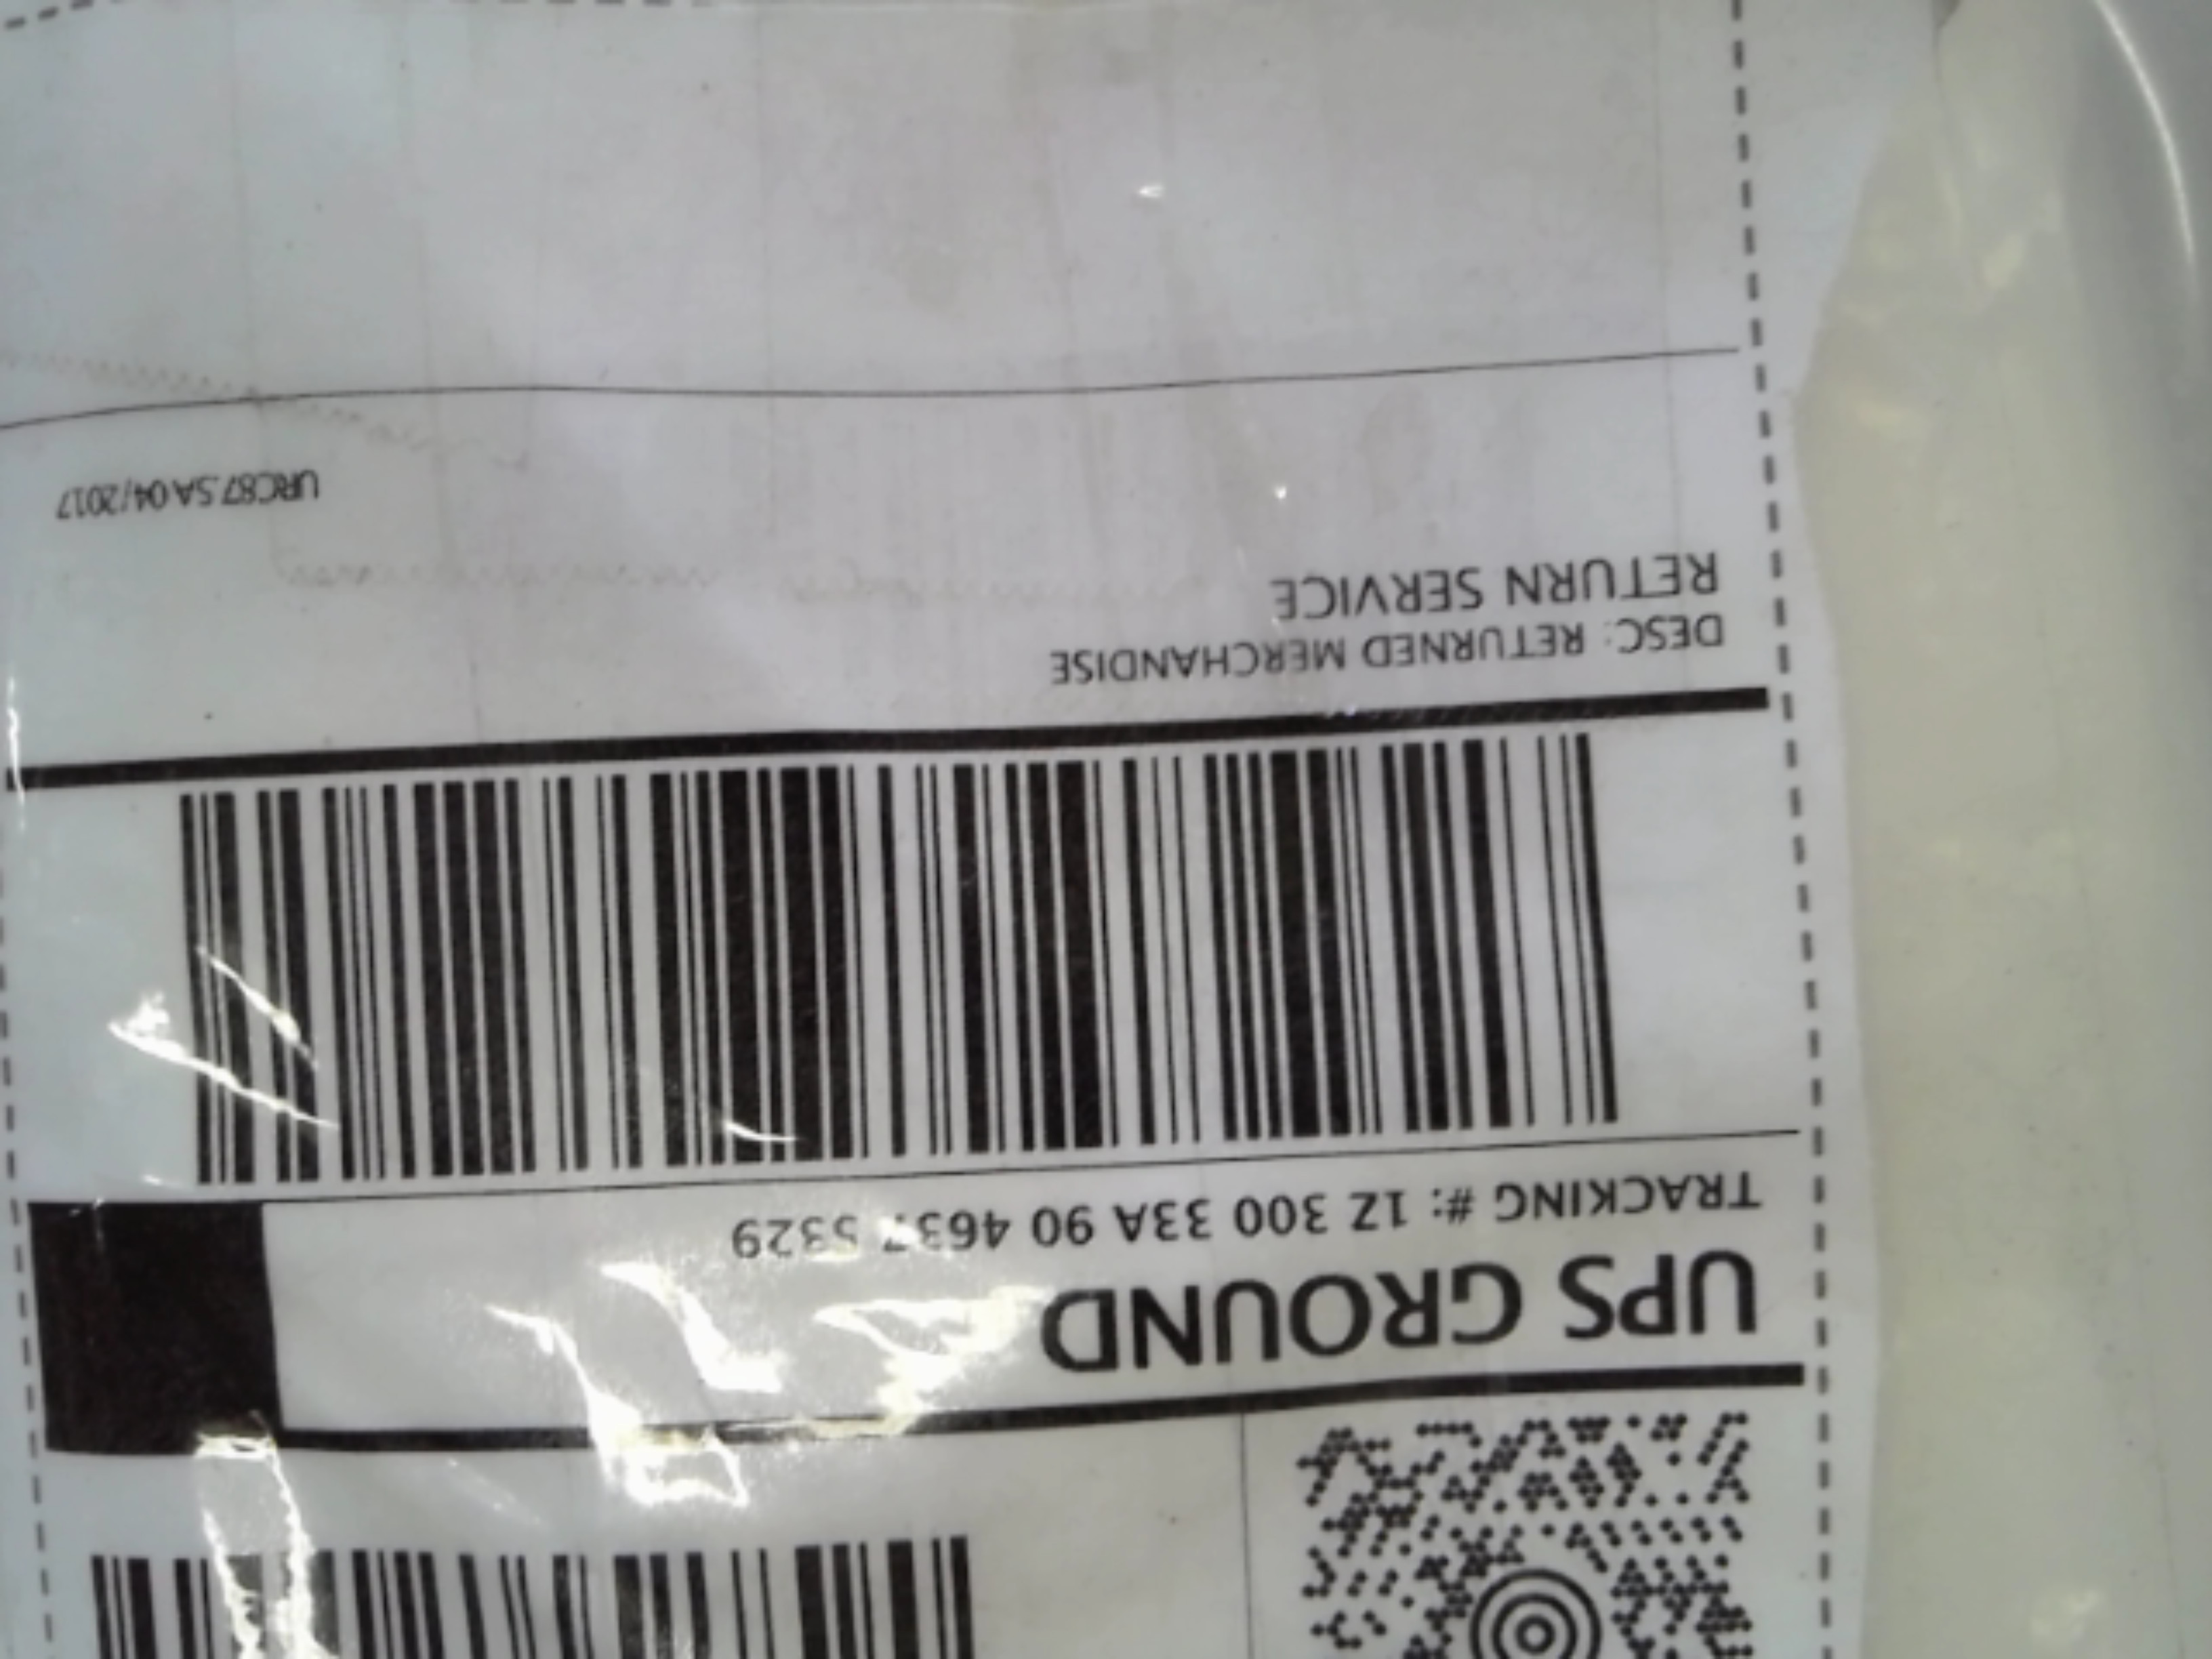 UPS GROUND
TRACKING #: 1Z 300 33A 90 4637 5329
DESC: RETURNED MERCHANDISE
RETURN SERVICE
URC87.5A 04/2017